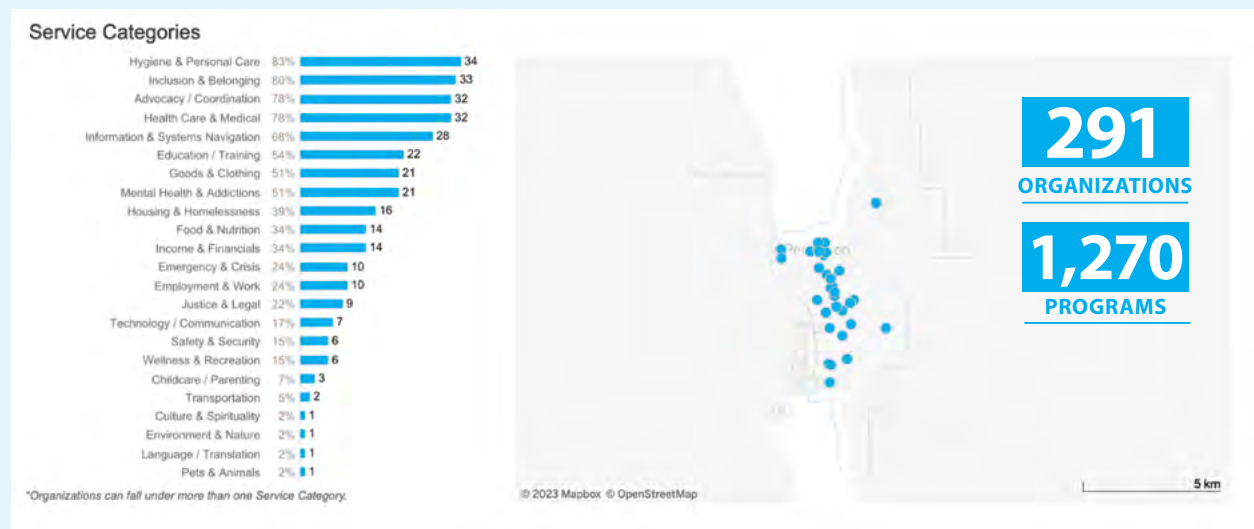 Service Categories
Hygiene & Personal Care 83% 34
Inclusion & Belonging 80% 33
Advocacy / Coordination 78% 32
Health Care & Medical 78% 32
Information & Systems Navigation 68% 28
Education / Training 54% 22
Goods & Clothing 51% 21
Mental Health & Addictions 51% 21
Housing & Homelessness 39% 16
Food & Nutrition 34% 14
Income & Financials 34% 14
Emergency & Crisis 24% 10
Employment & Work 24% 10
Justice & Legal 22% 9
Technology / Communication 17% 7
Safety & Security 15% 6
Wellness & Recreation 15% 6
Childcare / Parenting 7% 3
Transportation 5% 2
Culture & Spirituality 2% 1
Environment & Nature 2% 1
Language / Translation 2% 1
Pets & Animals 2% 1
*Organizations can fall under more than one Service Category.
291
ORGANIZATIONS
1,270
PROGRAMS
© 2023 Mapbox © OpenStreetMap
5 km